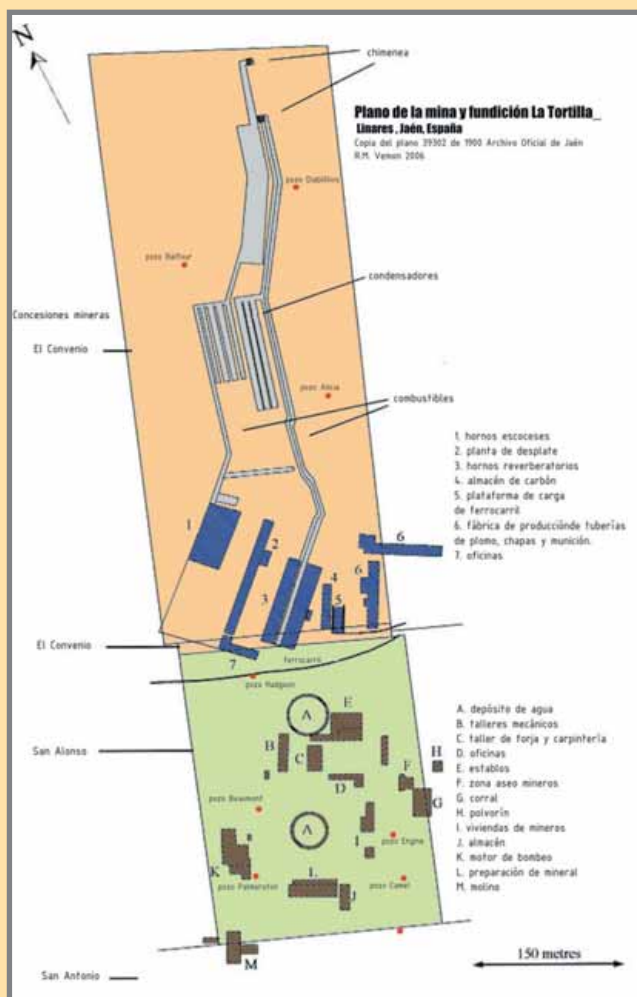 N
chimenea
Plano de la mina y fundición La Tortilla_
Linares , Jaén, España
Copia del plano 39302 de 1900 Archivo Oficial de Jaén
R.M. Vernon 2006
pozo Balfour
condensadores
Concesiones mineras
El Convenio
pozo Alicia
combustibles
1. hornos escoceses
2. planta de desplate
3. hornos reverberatorios
4. almacén de carbón
5. plataforma de carga
de ferrocarril
6. fábrica de producciónde tuberías
de plomo, chapas y munición.
7. oficinas
1
2
3
4
5
6
6
7
El Convenio
ferrocarril
pozo Hudgson
San Alonso
A
E
B
C
D
F
H
G
pozo Beaumont
A
I
pozo Engine
K
pozo Palmerston
L
J
pozo Camel
M
San Antonio
A. depósito de agua
B. talleres mecánicos
C. taller de forja y carpintería
D. oficinas
E. establos
F. zona aseo mineros
G. corral
H. polvorín
I. viviendas de mineros
J. almacén
K. motor de bombeo
L. preparación de mineral
M. molino
150 metres